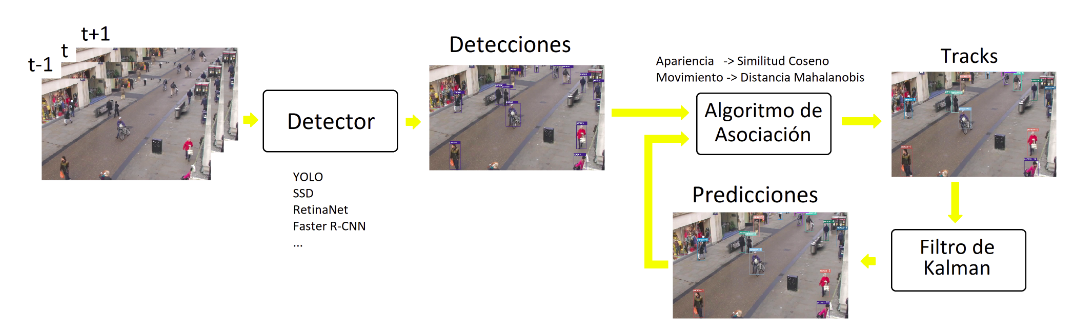 t-1
t
t+1
Detector
YOLO
SSD
RetinaNet
Faster R-CNN
...
Detecciones
Apariencia -> Similitud Coseno
Movimiento -> Distancia Mahalanobis
Algoritmo de
Asociación
Tracks
Predicciones
Filtro de
Kalman